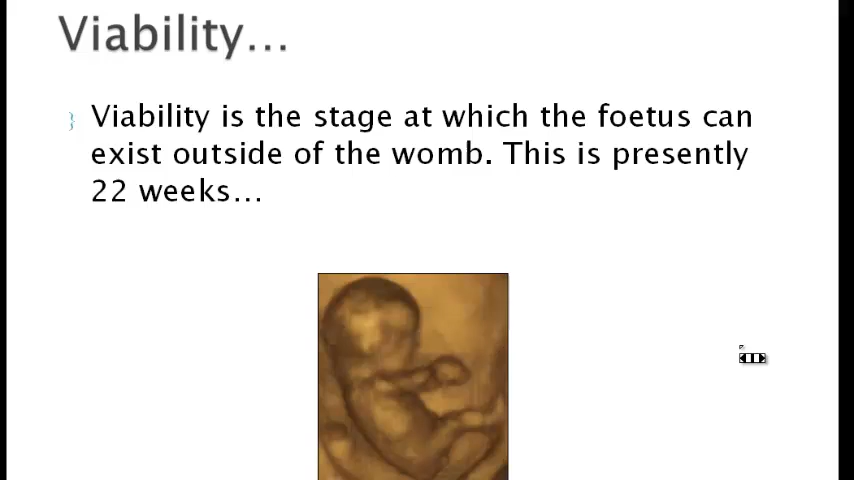 Viability...
Viability is the stage at which the foetus can
exist outside of the womb. This is presently
22 weeks...